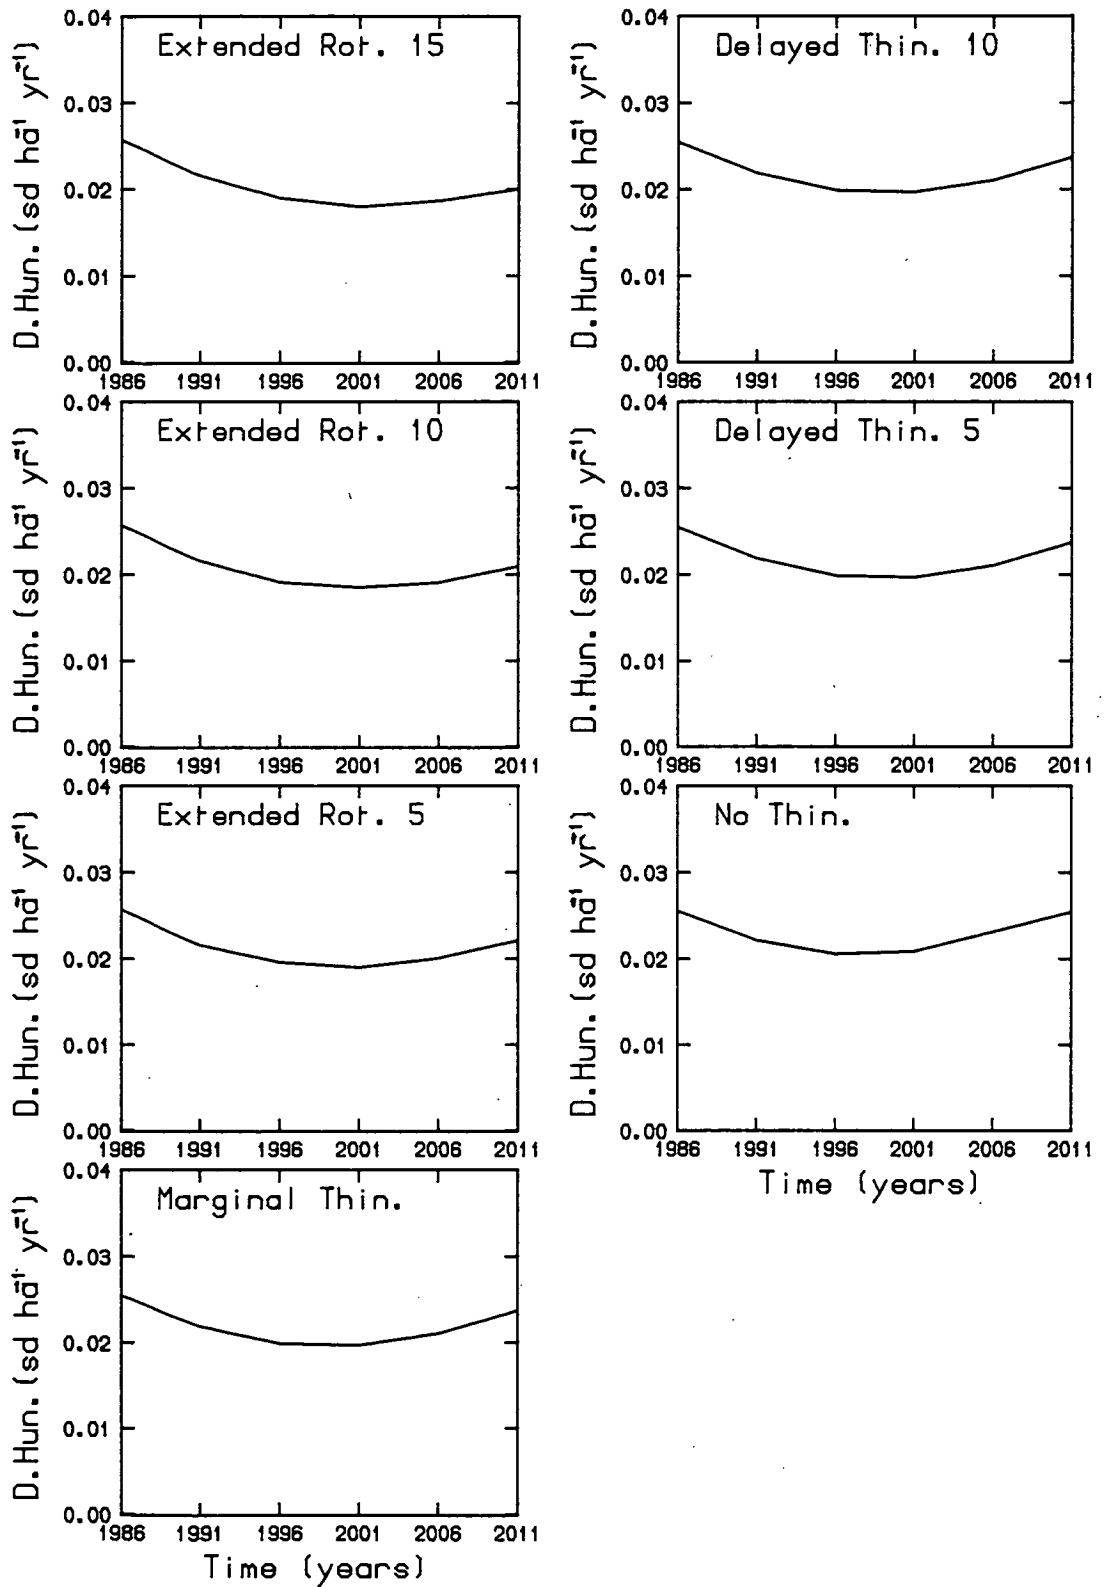 Extended Rot. 15
D.Hun.(sd ha⁻¹ yr⁻¹)
0.04
0.03
0.02
0.01
0.00
1986 1991 1996 2001 2006 2011
Delayed Thin. 10
D.Hun.(sd ha⁻¹ yr⁻¹)
0.04
0.03
0.02
0.01
0.00
1986 1991 1996 2001 2006 2011
Extended Rot. 10
D.Hun.(sd ha⁻¹ yr⁻¹)
0.04
0.03
0.02
0.01
0.00
1986 1991 1996 2001 2006 2011
Delayed Thin. 5
D.Hun.(sd ha⁻¹ yr⁻¹)
0.04
0.03
0.02
0.01
0.00
1986 1991 1996 2001 2006 2011
Extended Rot. 5
D.Hun.(sd ha⁻¹ yr⁻¹)
0.04
0.03
0.02
0.01
0.00
1986 1991 1996 2001 2006 2011
No Thin.
D.Hun.(sd ha⁻¹ yr⁻¹)
0.04
0.03
0.02
0.01
0.00
1986 1991 1996 2001 2006 2011
Time (years)
Marginal Thin.
D.Hun.(sd ha⁻¹ yr⁻¹)
0.04
0.03
0.02
0.01
0.00
1986 1991 1996 2001 2006 2011
Time (years)